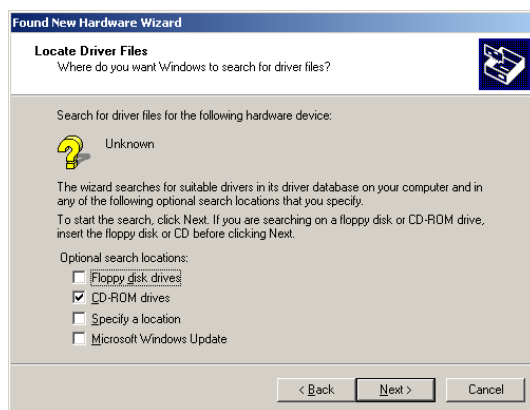 Found New Hardware Wizard
Locate Driver Files
Where do you want Windows to search for driver files?
Search for driver files for the following hardware device:
Unknown
The wizard searches for suitable drivers in its driver database on your computer and in
any of the following optional search locations that you specify.
To start the search, click Next. If you are searching on a floppy disk or CD-ROM drive,
insert the floppy disk or CD before clicking Next.
Optional search locations:
Floppy disk drives
CD-ROM drives
Specify a location
Microsoft Windows Update
< Back Next > Cancel